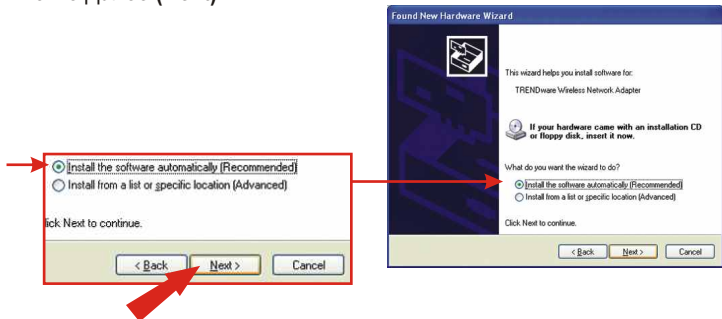 Found New Hardware Wizard
This wizard helps you install software for:
TRENDware Wireless Network Adapter
If your hardware came with an installation CD
or floppy disk, insert it now.
What do you want the wizard to do?
Install the software automatically (Recommended)
Install from a list or specific location (Advanced)
Click Next to continue.
< Back
Next >
Cancel
Install the software automatically (Recommended)
Install from a list or specific location (Advanced)
lick Next to continue.
< Back
Next >
Cancel